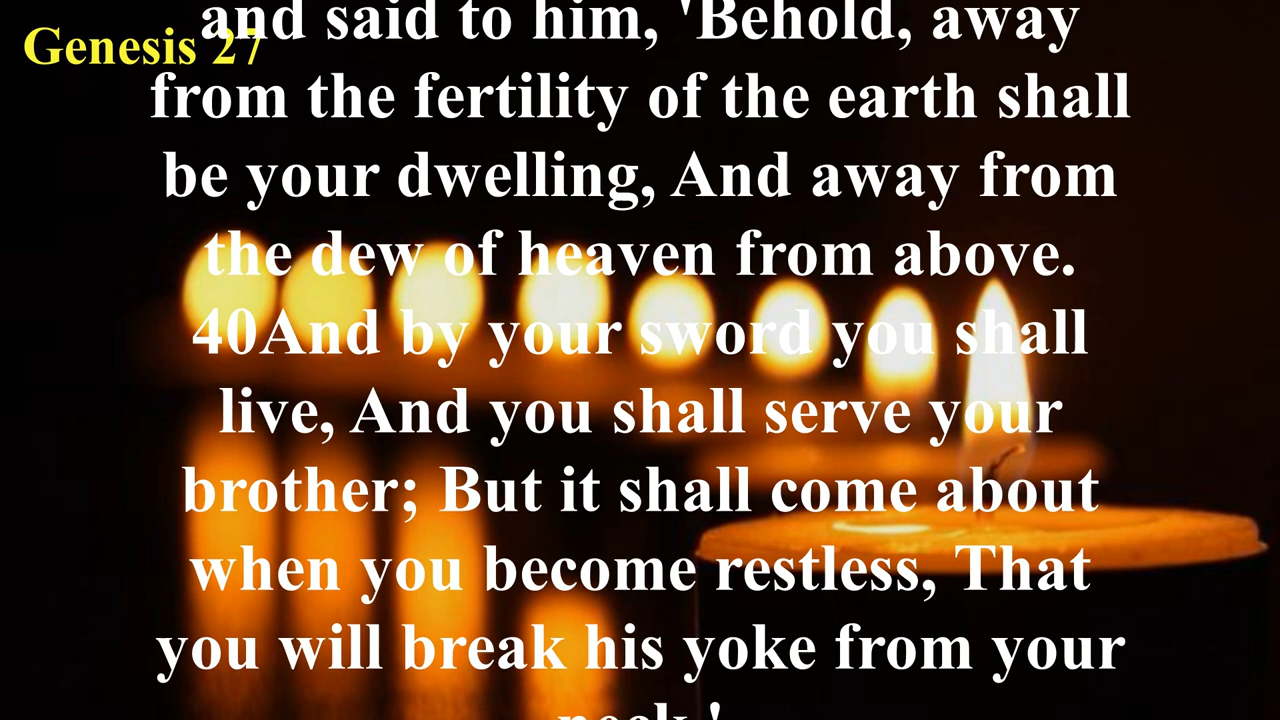 Genesis 27
and said to him, 'Behold, away
from the fertility of the earth shall
be your dwelling, And away from
the dew of heaven from above.
40And by your sword you shall
live, And you shall serve your
brother; But it shall come about
when you become restless, That
you will break his yoke from your
neck.'